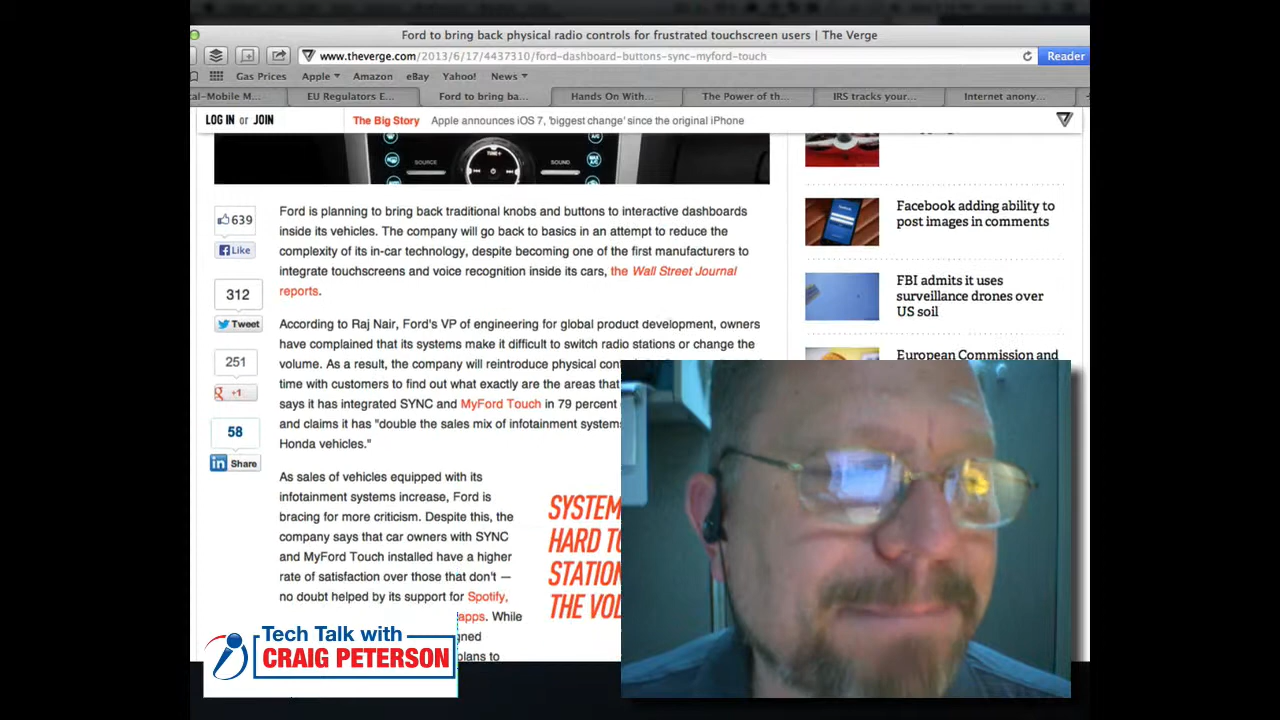 Ford to bring back physical radio controls for frustrated touchscreen users | The Verge
www.theverge.com/2013/6/17/4437310/ford-dashboard-buttons-sync-myford-touch
Reader
Gas Prices Apple Amazon eBay Yahoo! News
al-Mobile M... EU Regulators E... Ford to bring ba... Hands On With... The Power of th... IRS tracks your... Internet anony...
LOG IN or JOIN
The Big Story Apple announces iOS 7, 'biggest change' since the original iPhone
SOURCE TUNE SOUND
639
Like
312
Tweet
251
+1
58
in Share
Ford is planning to bring back traditional knobs and buttons to interactive dashboards
inside its vehicles. The company will go back to basics in an attempt to reduce the
complexity of its in-car technology, despite becoming one of the first manufacturers to
integrate touchscreens and voice recognition inside its cars, the Wall Street Journal
reports.
According to Raj Nair, Ford's VP of engineering for global product development, owners
have complained that its systems make it difficult to switch radio stations or change the
volume. As a result, the company will reintroduce physical con
time with customers to find out what exactly are the areas that
says it has integrated SYNC and MyFord Touch in 79 percent
and claims it has "double the sales mix of infotainment systems
Honda vehicles."
As sales of vehicles equipped with its
infotainment systems increase, Ford is
bracing for more criticism. Despite this, the
company says that car owners with SYNC
and MyFord Touch installed have a higher
rate of satisfaction over those that don't —
no doubt helped by its support for Spotify,
apps. While
ned
plans to
SYSTEM
HARD TO
STATION
THE VOL
Facebook adding ability to
post images in comments
FBI admits it uses
surveillance drones over
US soil
European Commission and
Tech Talk with
CRAIG PETERSON